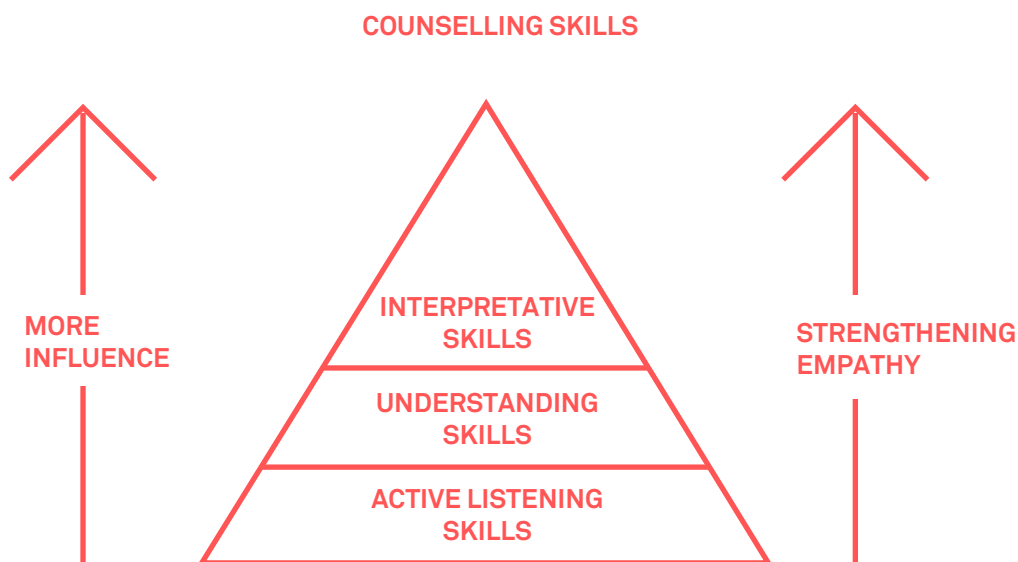 COUNSELLING SKILLS
INTERPRETATIVE
SKILLS
MORE
INFLUENCE
STRENGTHENING
EMPATHY
UNDERSTANDING
SKILLS
ACTIVE LISTENING
SKILLS